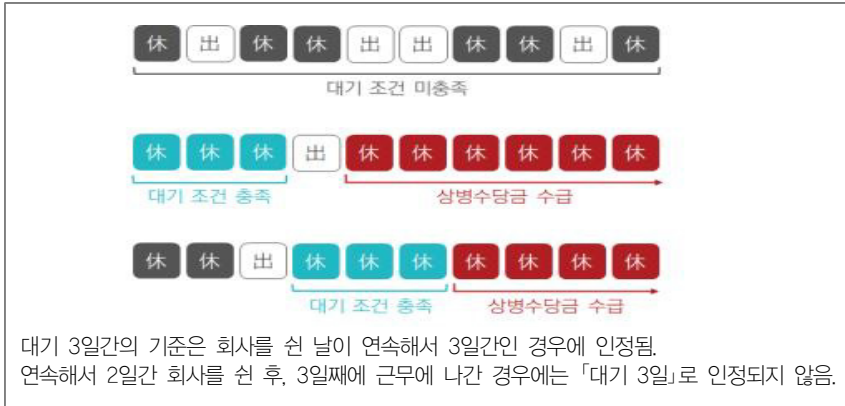 休 出 休 休 出 出 休 休 出 休
대기 조건 미충족
休 休 休 出 休 休 休 休 休 休
대기 조건 충족 상병수당금 수급
休 休 出 休 休 休 休 休 休 休
대기 조건 충족 상병수당금 수급
대기 3일간의 기준은 회사를 쉰 날이 연속해서 3일간인 경우에 인정됨.
연속해서 2일간 회사를 쉰 후, 3일째에 근무에 나간 경우에는 「대기 3일」로 인정되지 않음.